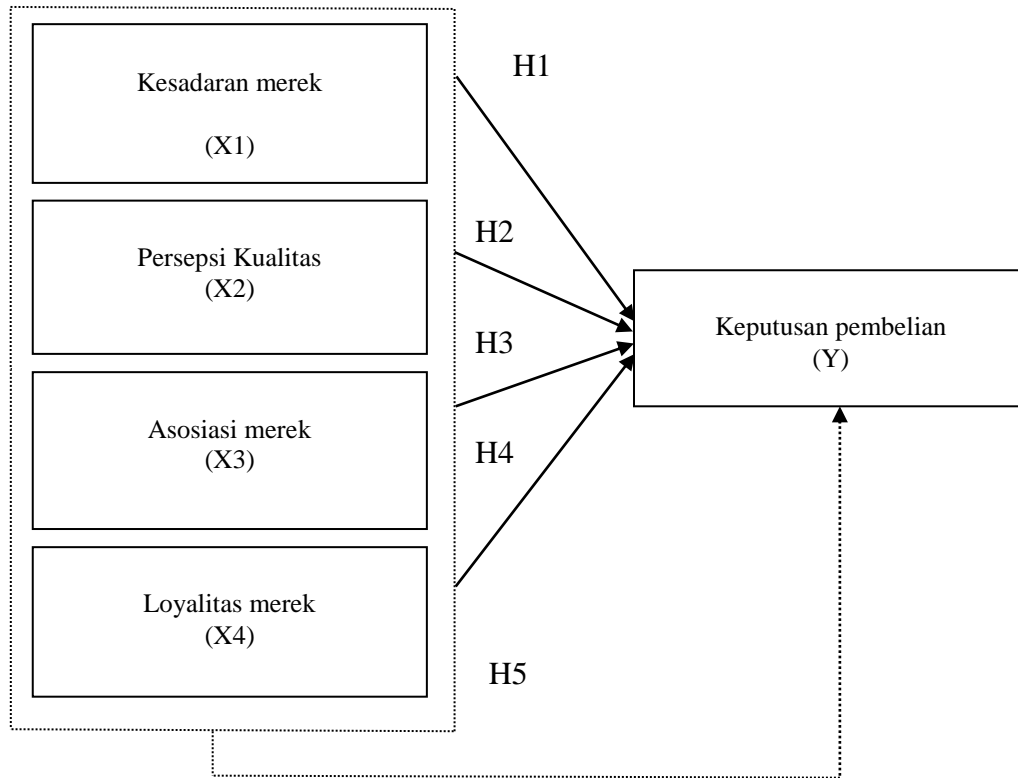 Kesadaran merek
(X1)
H1
Persepsi Kualitas
(X2)
H2
H3
Keputusan pembelian
(Y)
Asosiasi merek
(X3)
H4
Loyalitas merek
(X4)
H5